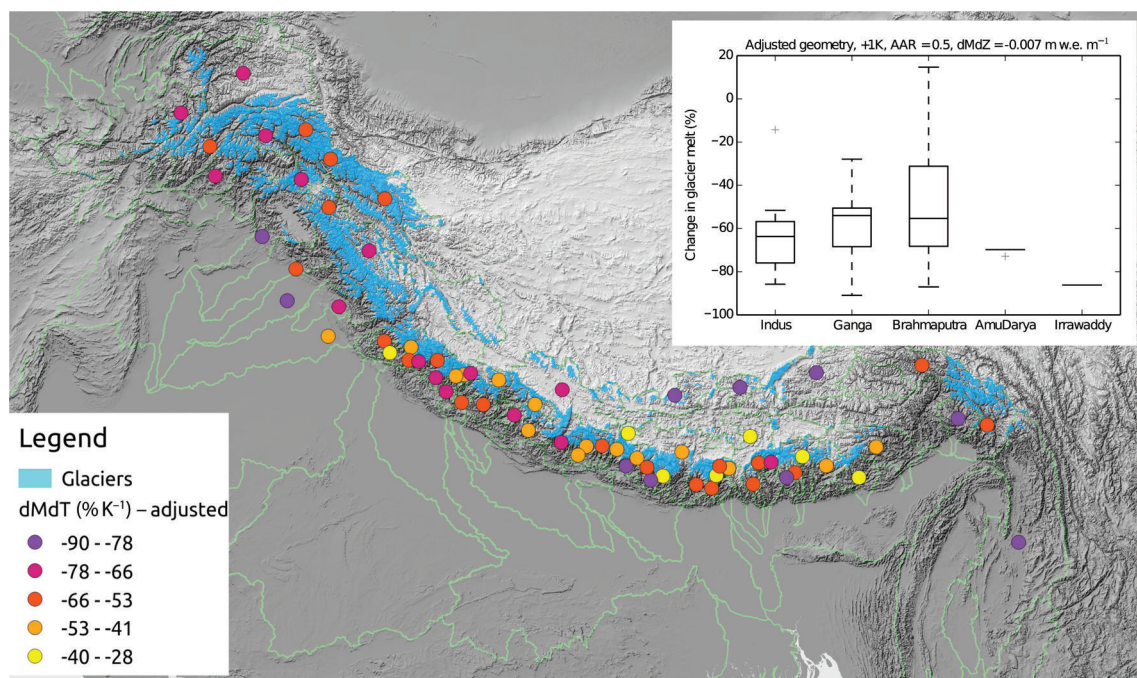 Adjusted geometry, +1K, AAR = 0.5, dMdZ = -0.007 m w.e. m⁻¹
Change in glacier melt (%)
20
0
−20
−40
−60
−80
−100
Indus
Ganga
Brahmaputra
AmuDarya
Irrawaddy
Legend
Glaciers
dMdT (% K⁻¹) – adjusted
-90 - -78
-78 - -66
-66 - -53
-53 - -41
-40 - -28